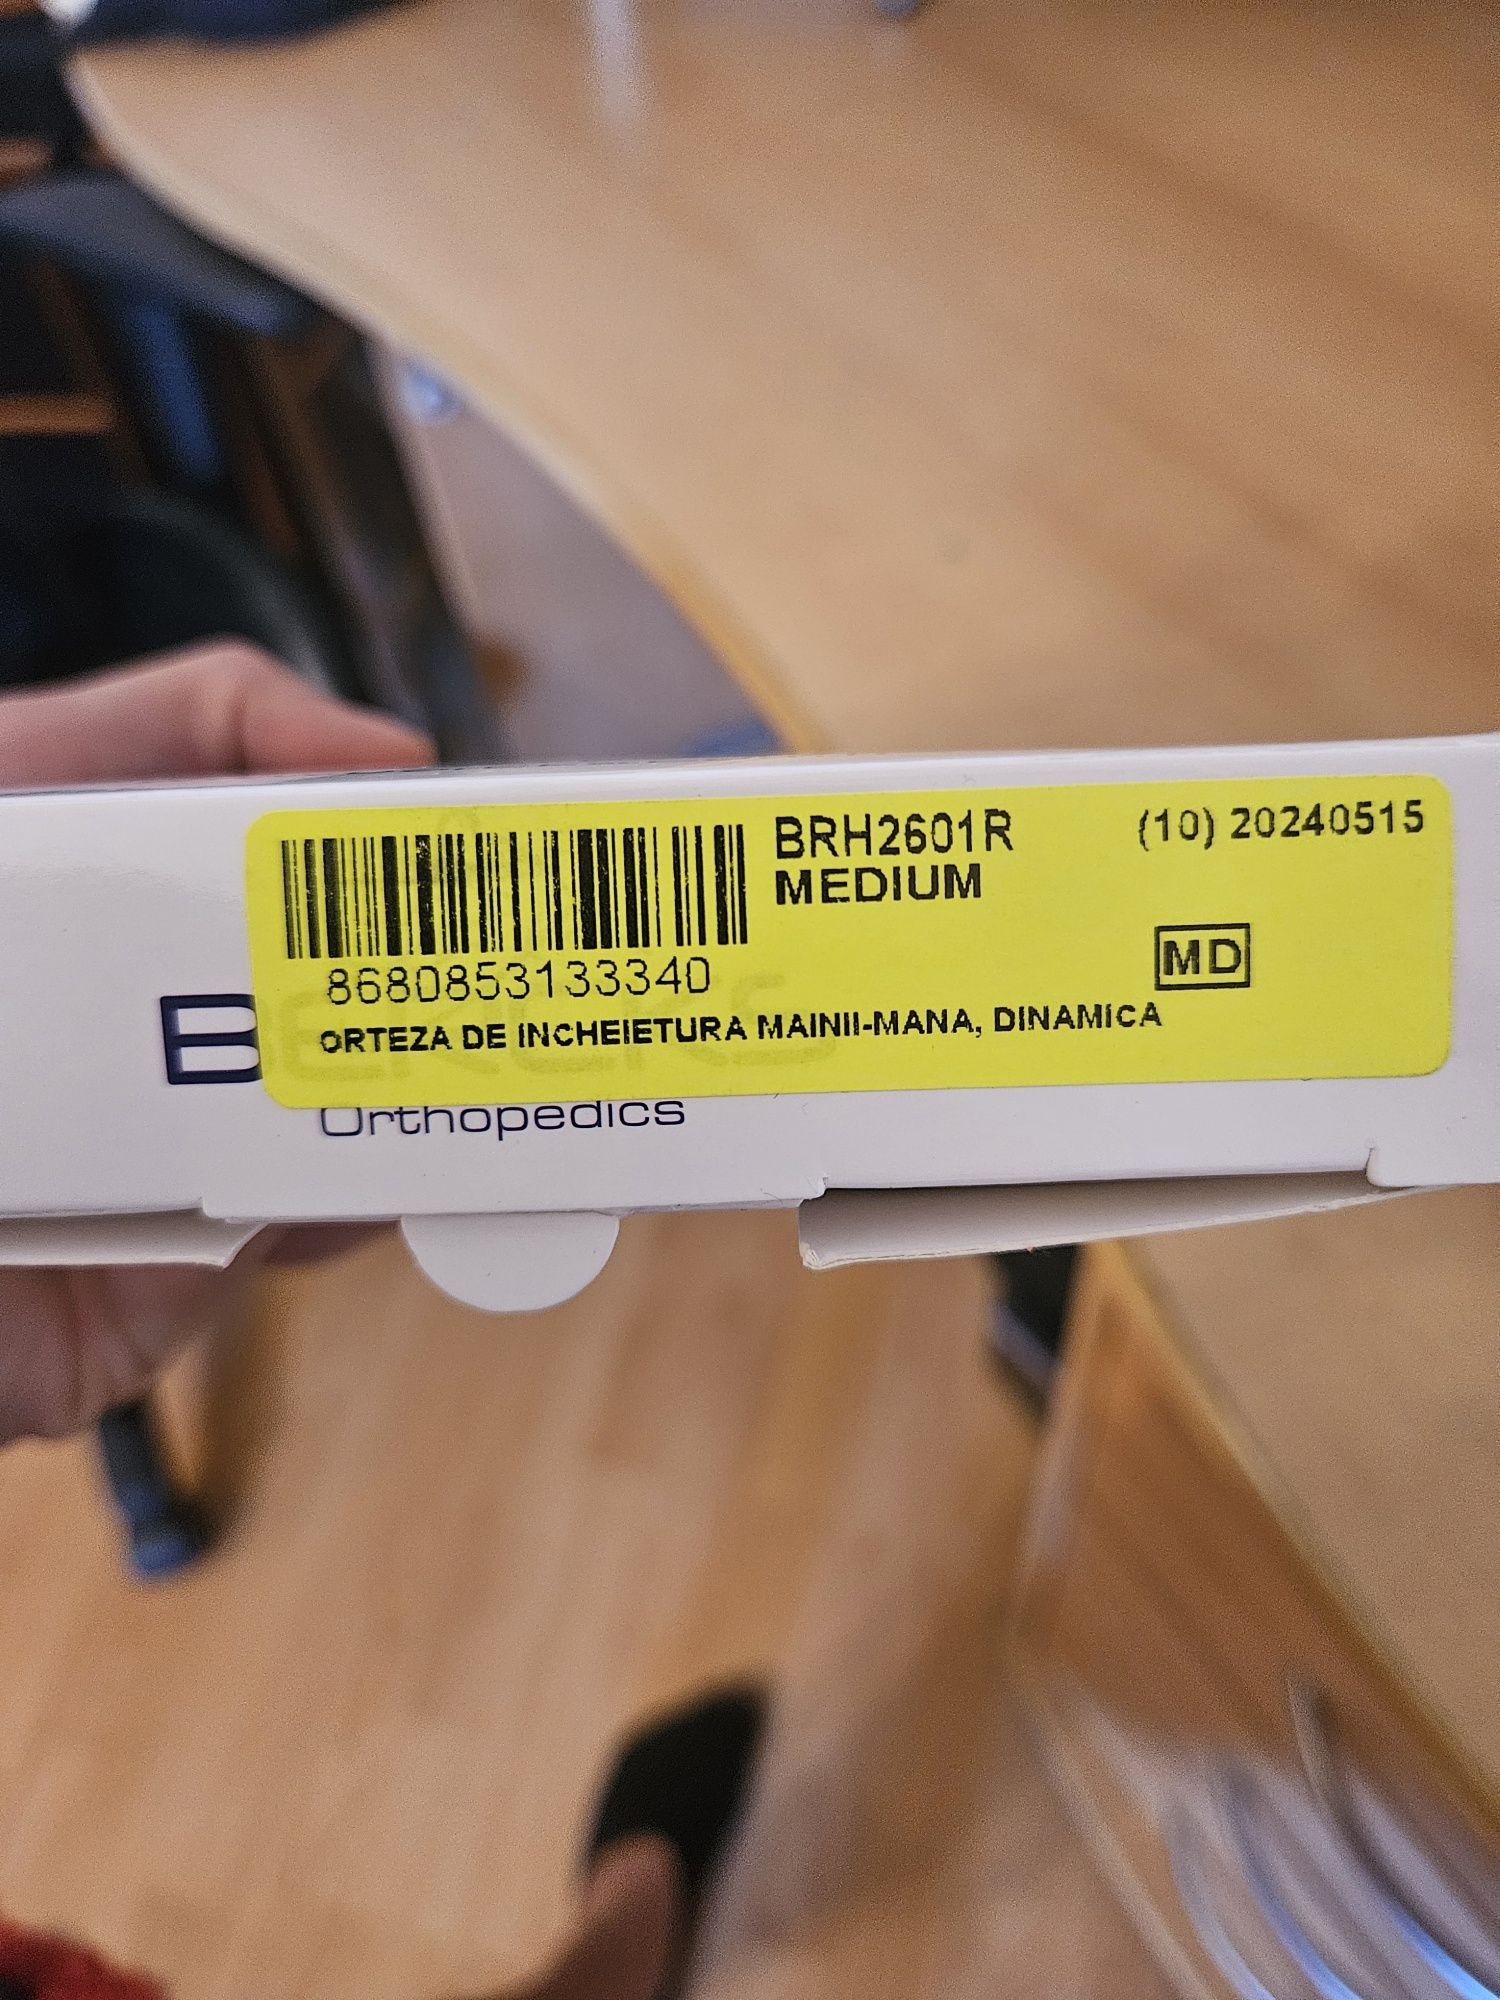 BRH2601R (10) 20240515
MEDIUM
MD
8680853133340
ORTEZA DE INCHEIETURA MAINII-MANA, DINAMICA
Orthopedics